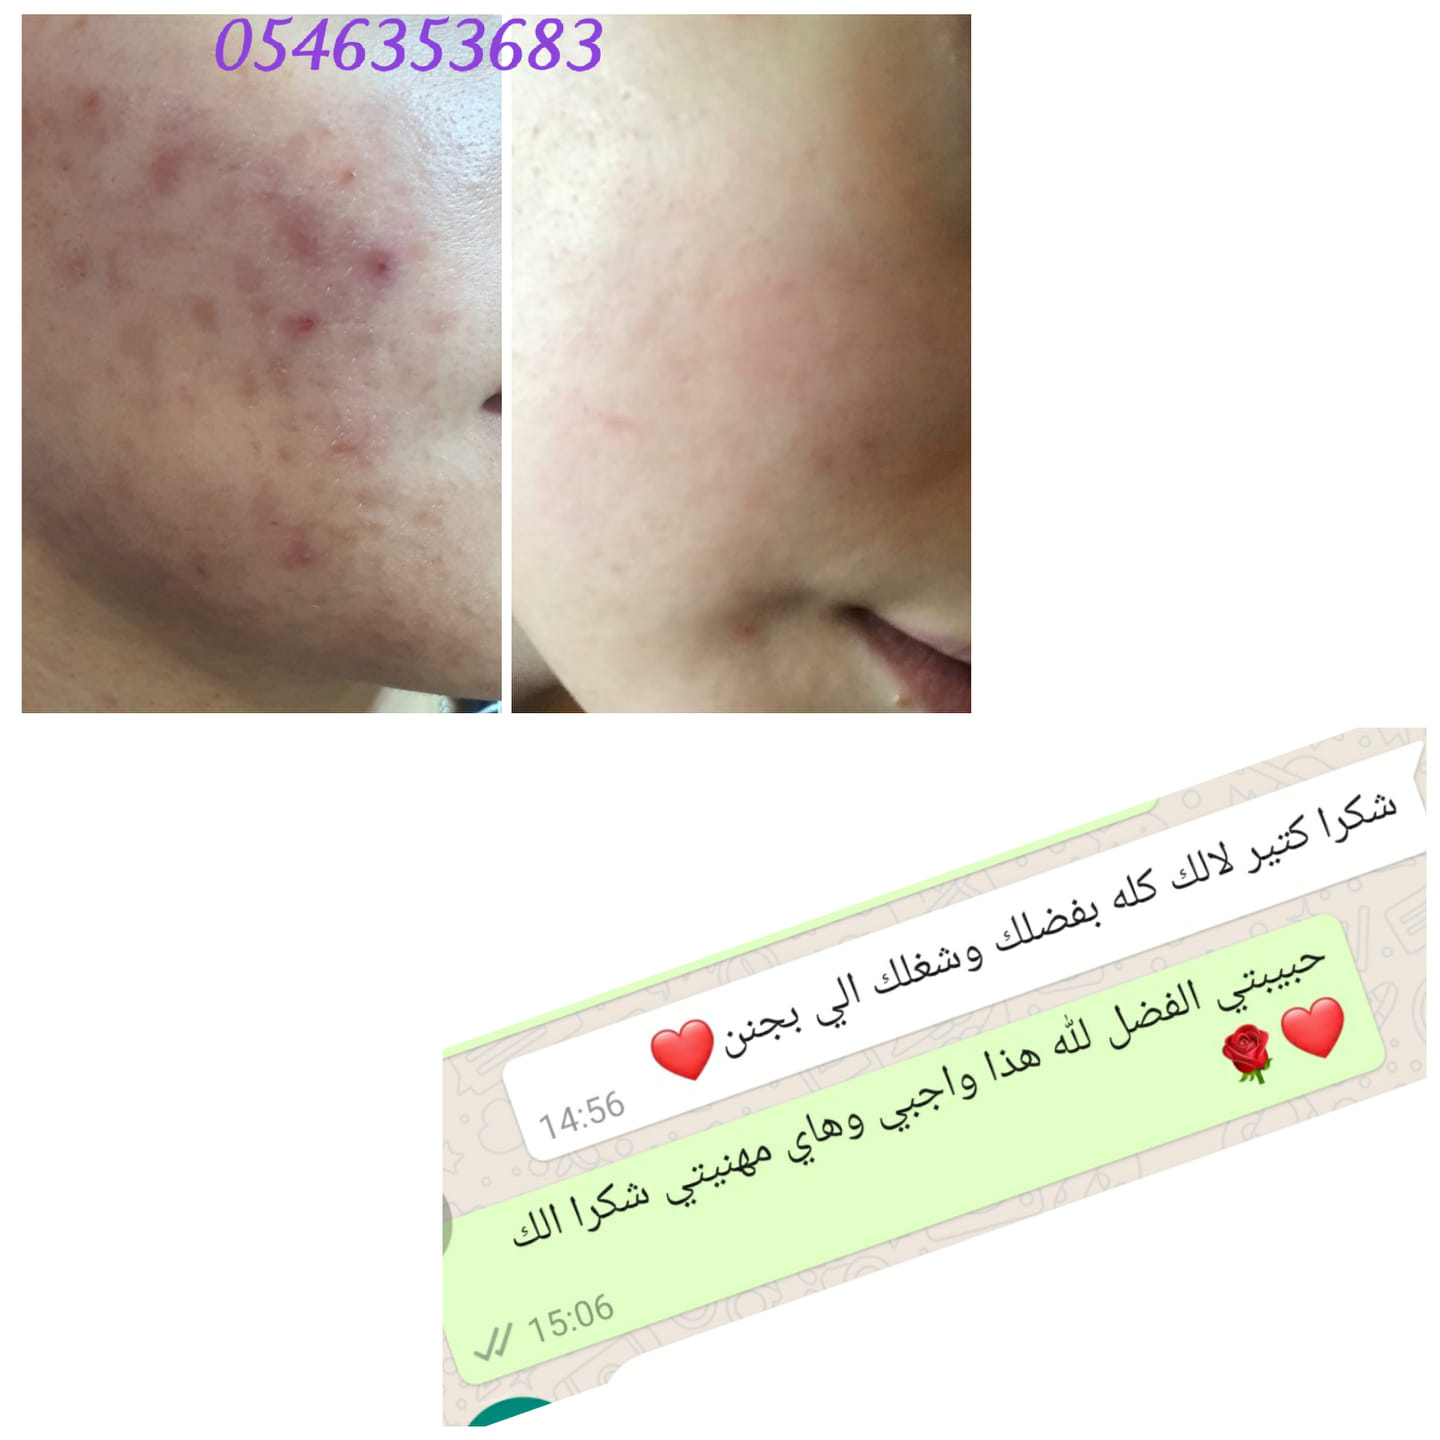 0546353683
شكرا كتير لالك كله بفضلك وشغلك الي بجنن ❤️
14:56
حبيبتي الفضل لله هذا واجبي وهاي مهنيتي شكرا الك
❤️🌹
15:06